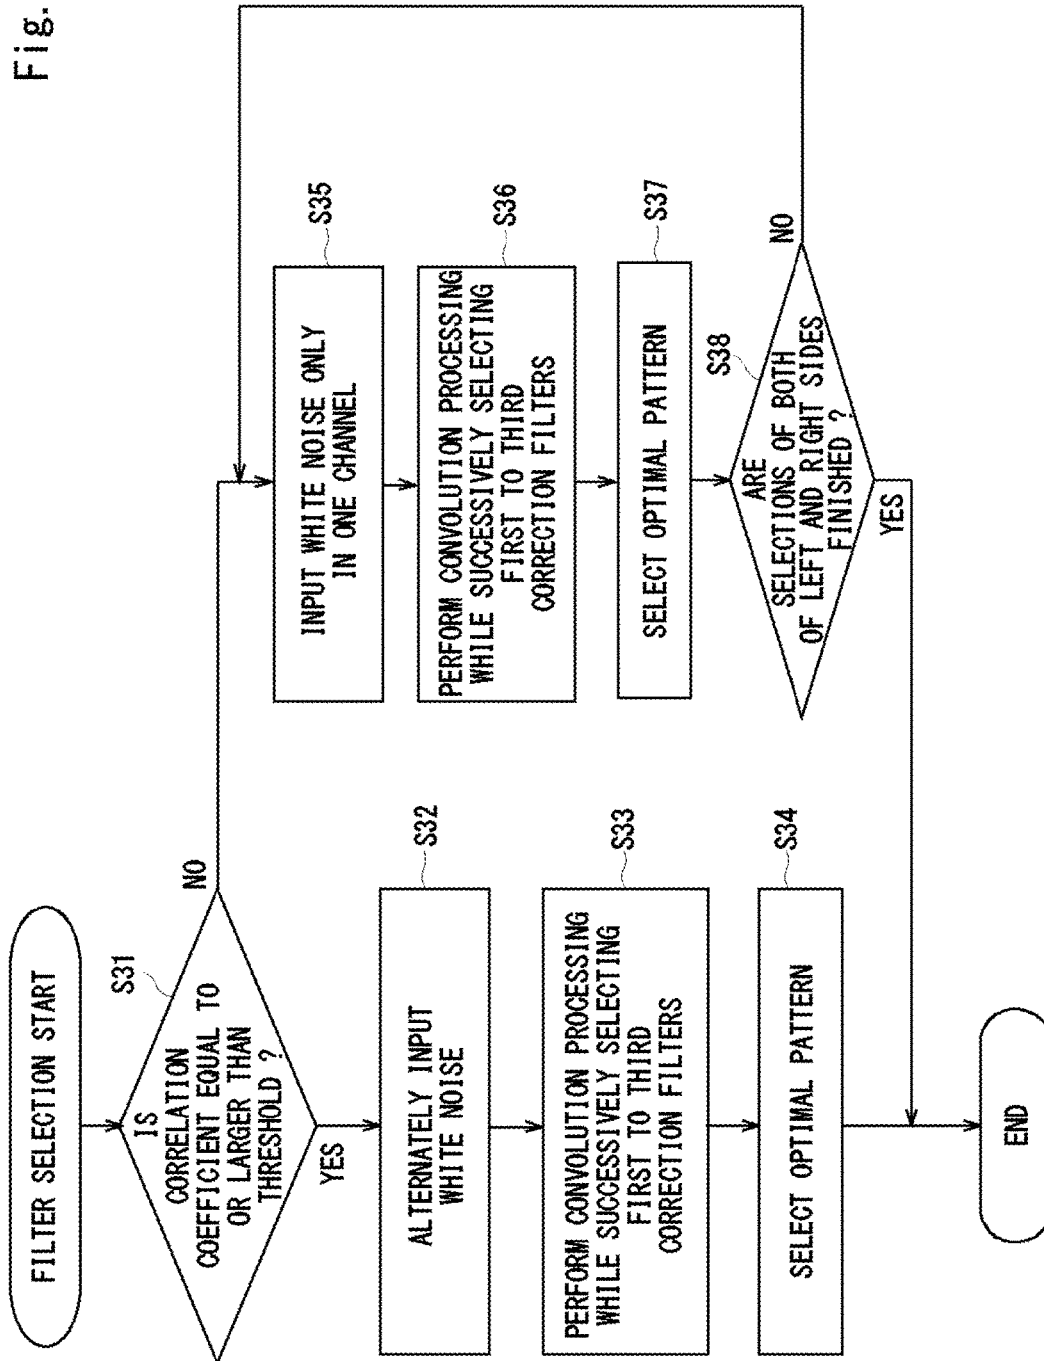 Fig.
FILTER SELECTION START
S31
IS
CORRELATION
COEFFICIENT EQUAL TO
OR LARGER THAN
THRESHOLD ?
NO
YES
S32
ALTERNATELY INPUT
WHITE NOISE
S33
PERFORM CONVOLUTION PROCESSING
WHILE SUCCESSIVELY SELECTING
FIRST TO THIRD
CORRECTION FILTERS
S34
SELECT OPTIMAL PATTERN
S35
INPUT WHITE NOISE ONLY
IN ONE CHANNEL
S36
PERFORM CONVOLUTION PROCESSING
WHILE SUCCESSIVELY SELECTING
FIRST TO THIRD
CORRECTION FILTERS
S37
SELECT OPTIMAL PATTERN
S38
ARE
SELECTIONS OF BOTH
OF LEFT AND RIGHT SIDES
FINISHED ?
NO
YES
END